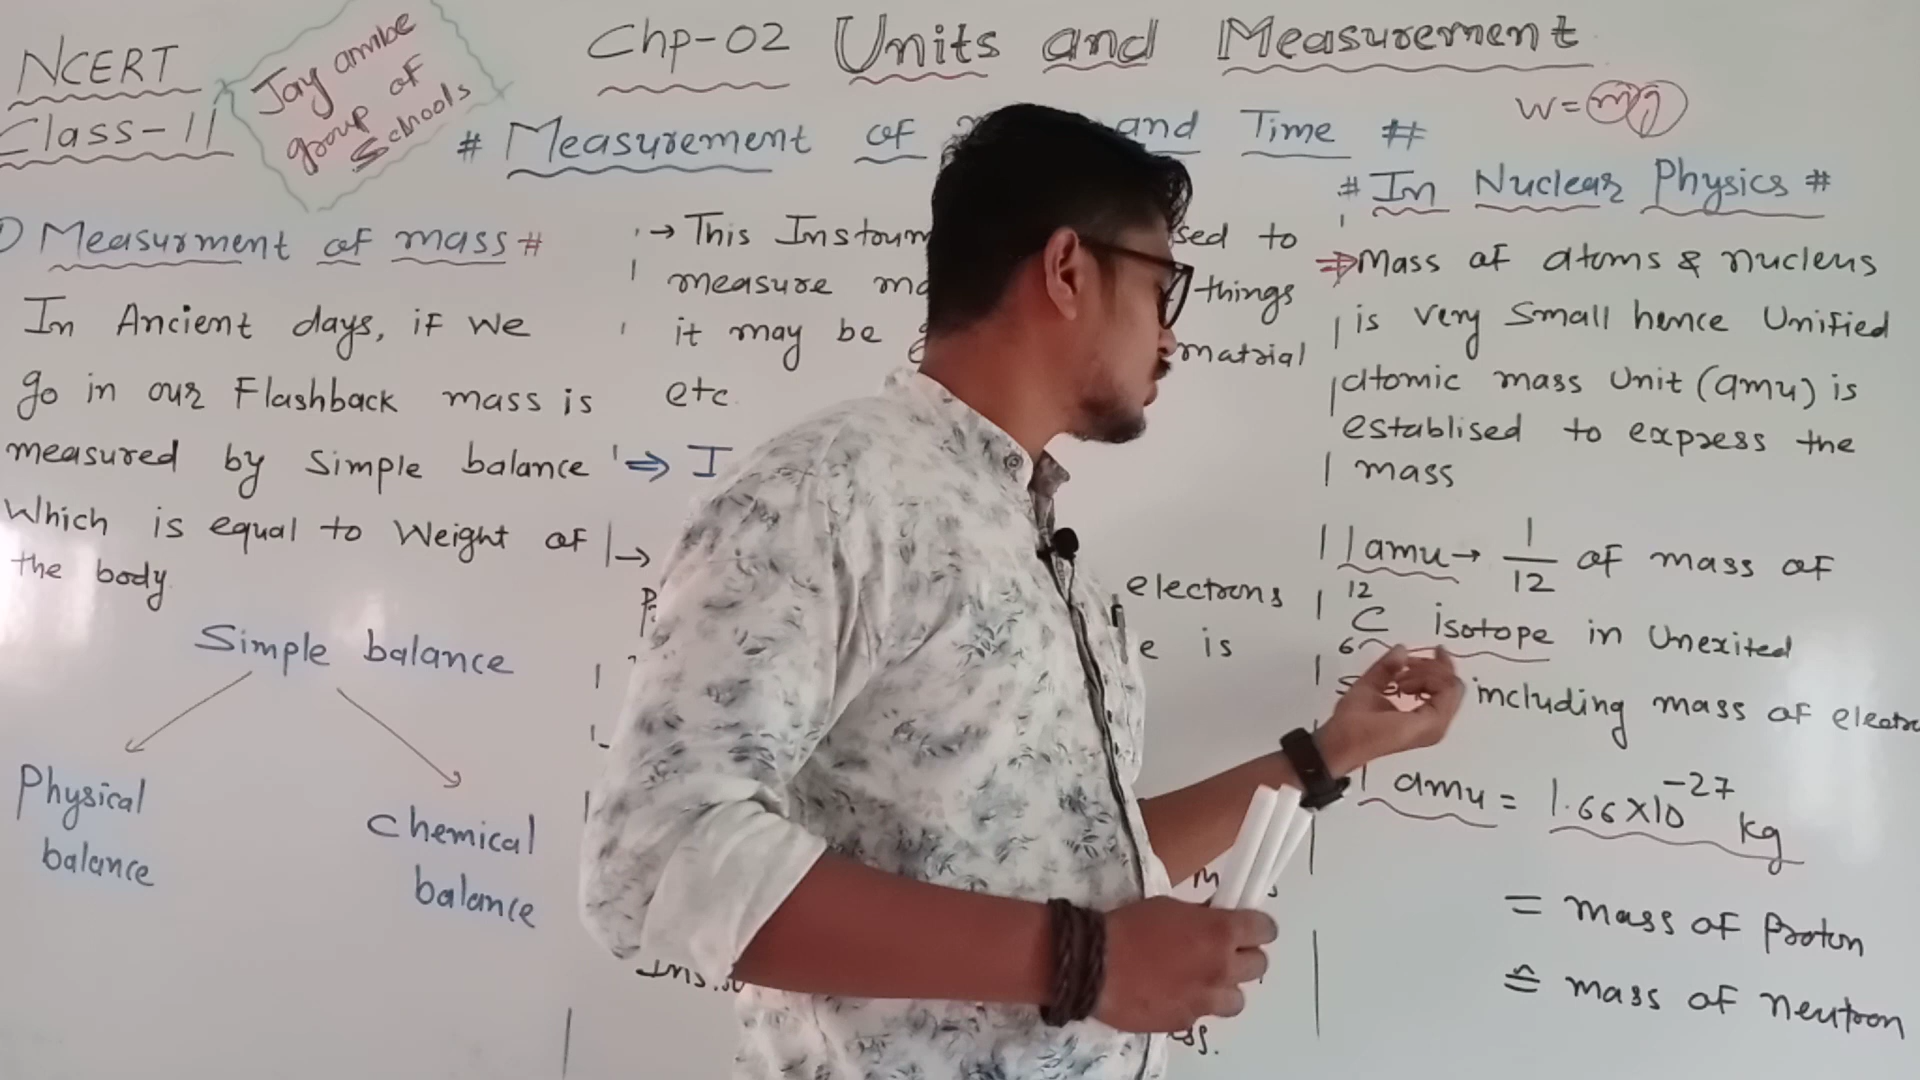 NCERT
Class-11
Jay ambe
group of
Schools
Chp-02 Units and Measurement
# Measurement of and Time #
W = mg
1) Measurment of mass #
In Ancient days, if We
go in our Flashback mass is
measured by Simple balance
Which is equal to Weight of
the body
Simple balance
Physical
balance
Chemical
balance
→ This Instrum sed to
measure things
it may be matrial
etc
⇒ I
→
electrons
e is
# In Nuclear Physics #
⇒ Mass of atoms & nucleus
is very Small hence Unified
atomic mass Unit (amu) is
establised to express the
mass
1 amu → 1/12 of mass of
12
C isotope in Unexited
6
including mass of electro
1 amu = 1.66×10⁻²⁷ kg
= mass of Proton
≙ mass of neutron